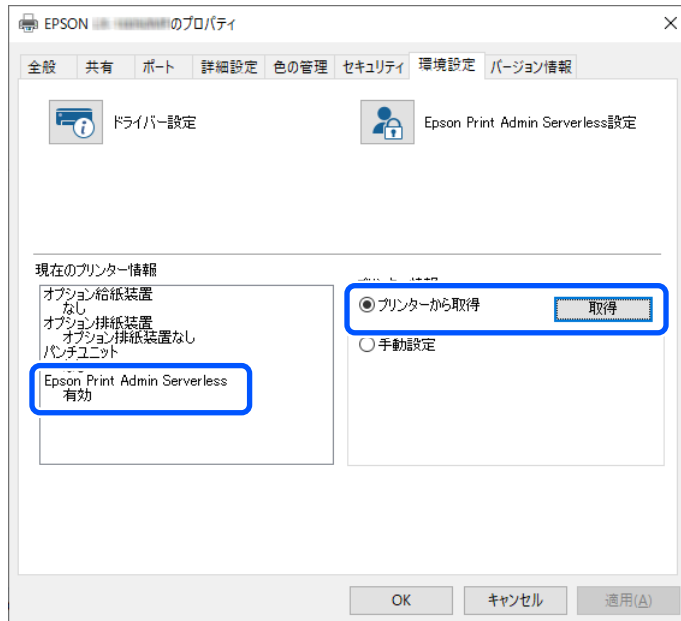 EPSON のプロパティ
全般 共有 ポート 詳細設定 色の管理 セキュリティ 環境設定 バージョン情報
ドライバー設定
Epson Print Admin Serverless設定
現在のプリンター情報
オプション給紙装置
なし
オプション排紙装置
オプション排紙装置なし
パンチユニット
Epson Print Admin Serverless
有効
プリンターから取得
取得
手動設定
OK
キャンセル
適用(A)